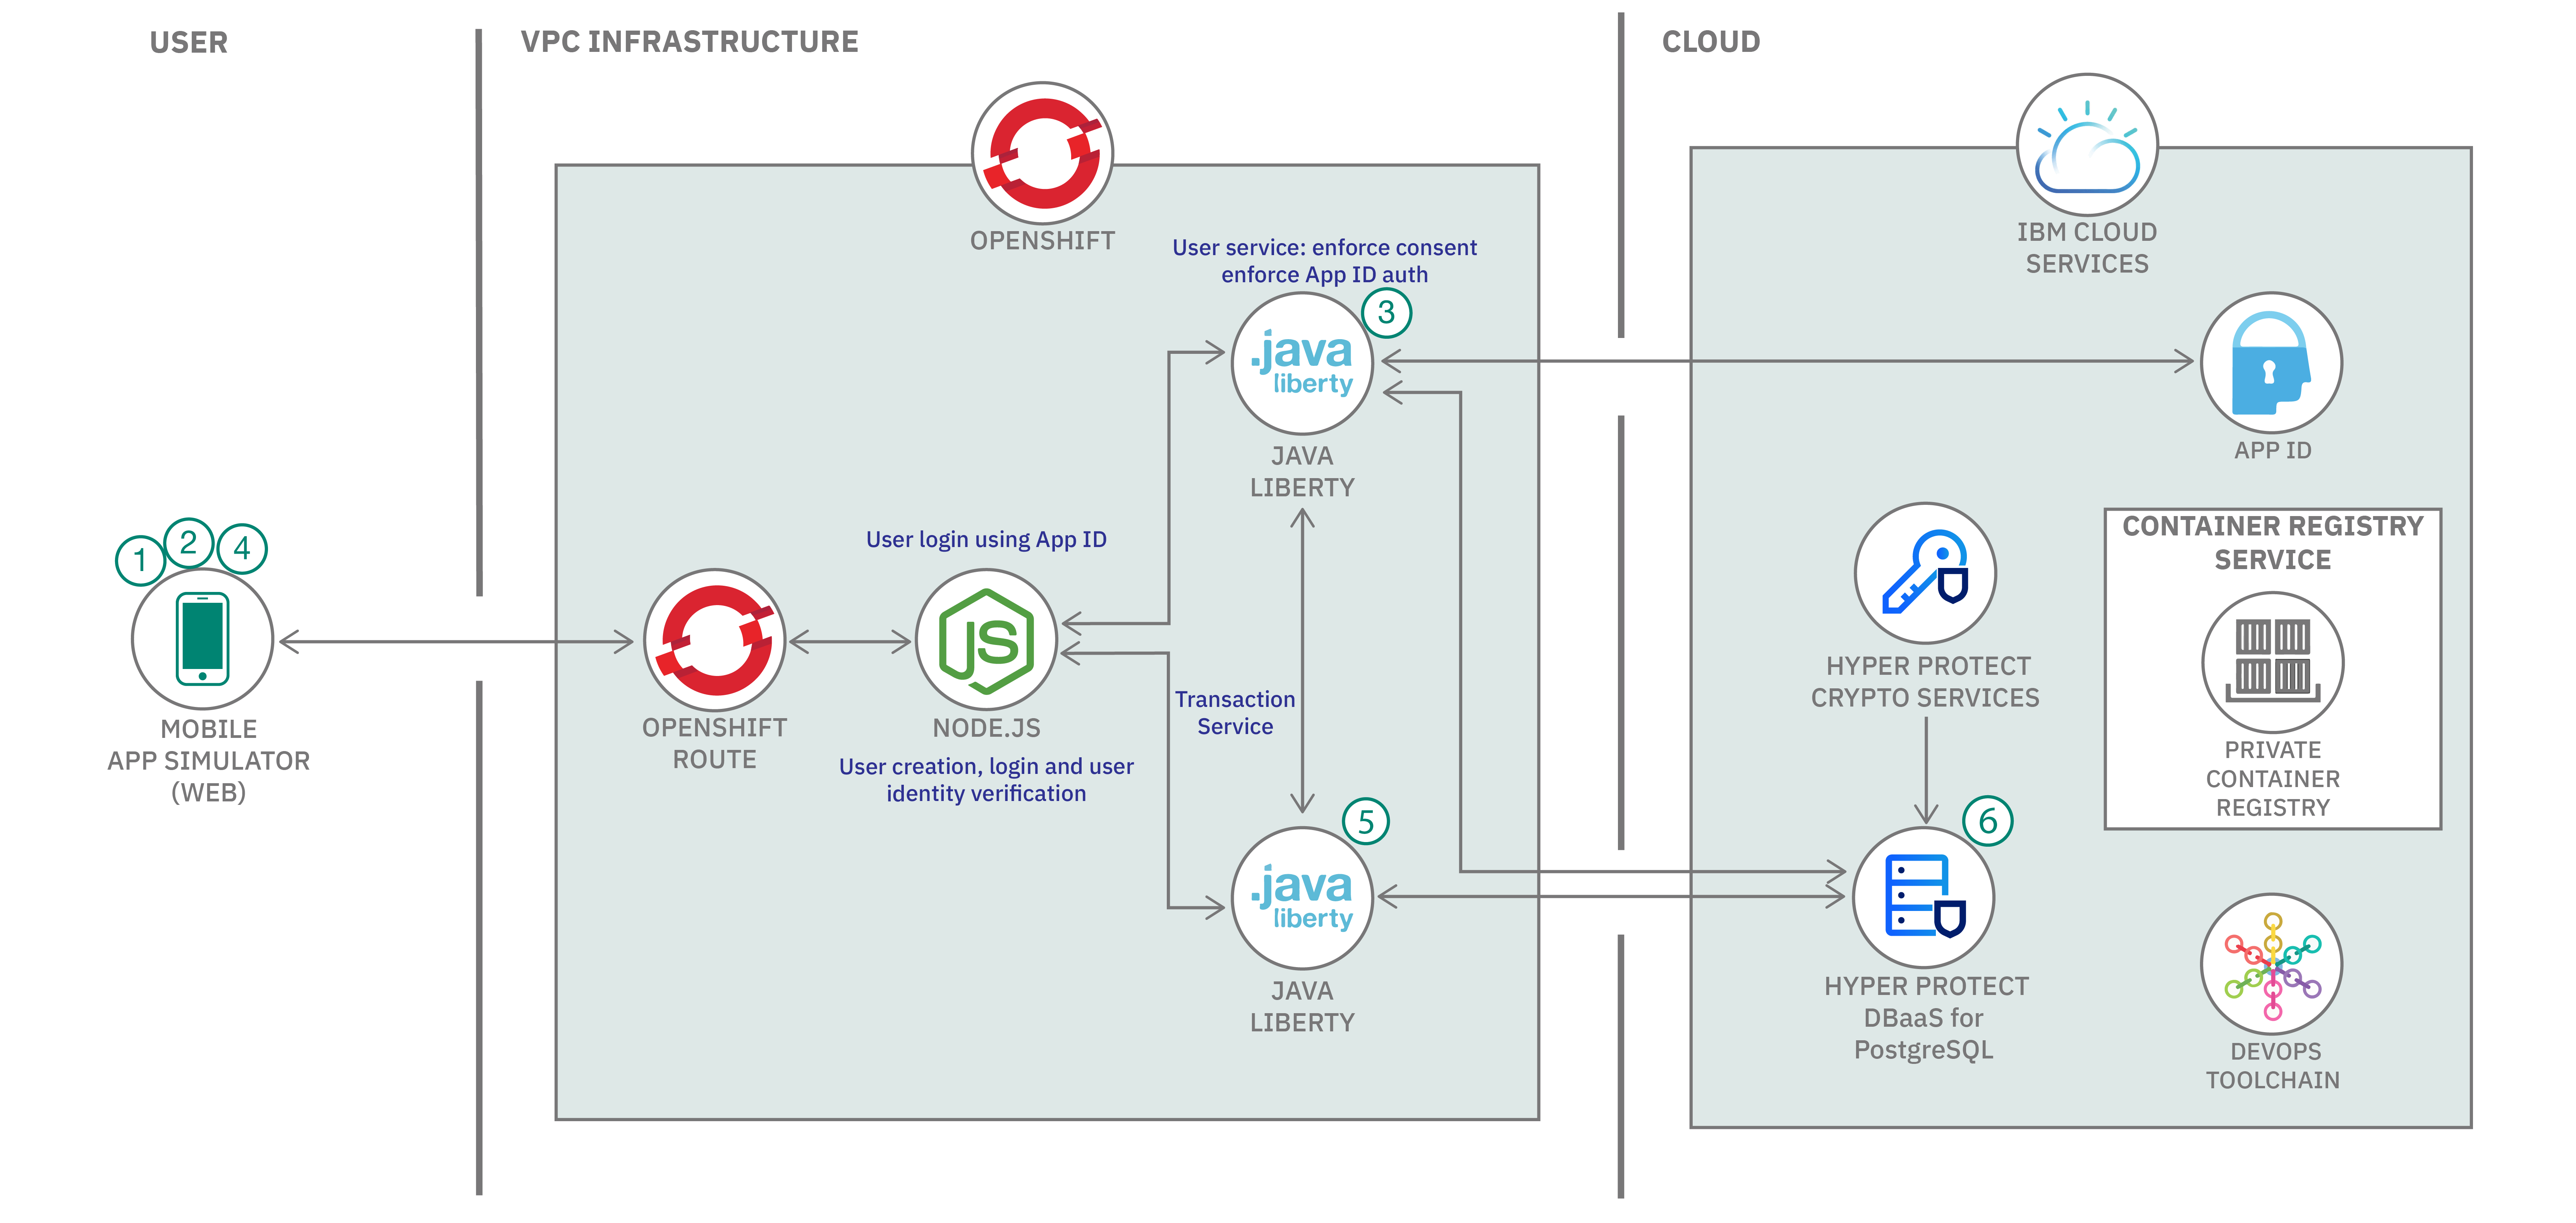 USER
VPC INFRASTRUCTURE
CLOUD
OPENSHIFT
IBM CLOUD
SERVICES
User service: enforce consent
enforce App ID auth
3
.java
liberty
JAVA
LIBERTY
APP ID
1
2
4
MOBILE
APP SIMULATOR
(WEB)
OPENSHIFT
ROUTE
User login using App ID
JS
NODE.JS
User creation, login and user
identity verification
Transaction
Service
5
.java
liberty
JAVA
LIBERTY
HYPER PROTECT
CRYPTO SERVICES
CONTAINER REGISTRY
SERVICE
PRIVATE
CONTAINER
REGISTRY
6
HYPER PROTECT
DBaaS for
PostgreSQL
DEVOPS
TOOLCHAIN